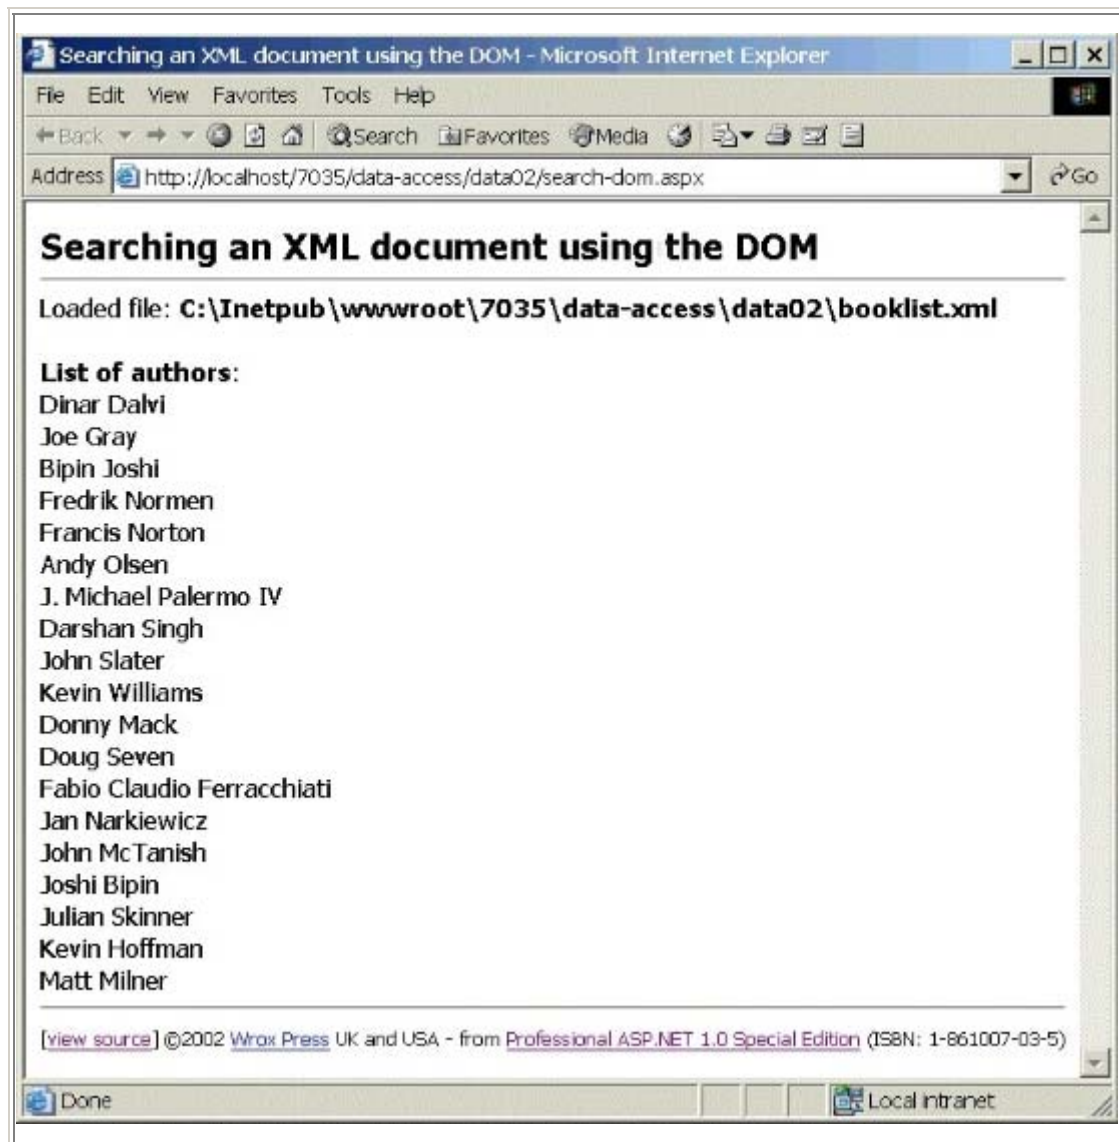 Searching an XML document using the DOM - Microsoft Internet Explorer
File Edit View Favorites Tools Help
Back Search Favorites Media
Address http://localhost/7035/data-access/data02/search-dom.aspx Go
Searching an XML document using the DOM
Loaded file: C:\Inetpub\wwwroot\7035\data-access\data02\booklist.xml
List of authors:
Dinar Dalvi
Joe Gray
Bipin Joshi
Fredrik Normen
Francis Norton
Andy Olsen
J. Michael Palermo IV
Darshan Singh
John Slater
Kevin Williams
Donny Mack
Doug Seven
Fabio Claudio Ferracchiati
Jan Narkiewicz
John McTanish
Joshi Bipin
Julian Skinner
Kevin Hoffman
Matt Milner
[view source] ©2002 Wrox Press UK and USA - from Professional ASP.NET 1.0 Special Edition (ISBN: 1-861007-03-5)
Done Local intranet